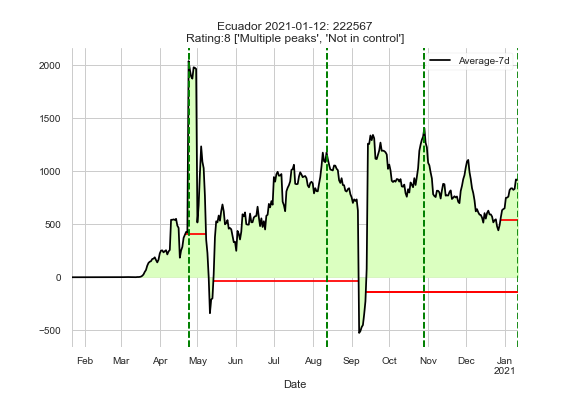 Ecuador 2021-01-12: 222567
Rating:8 ['Multiple peaks', 'Not in control']
Average-7d
2000
1500
1000
500
0
−500
Feb Mar Apr May Jun Jul Aug Sep Oct Nov Dec Jan
2021
Date